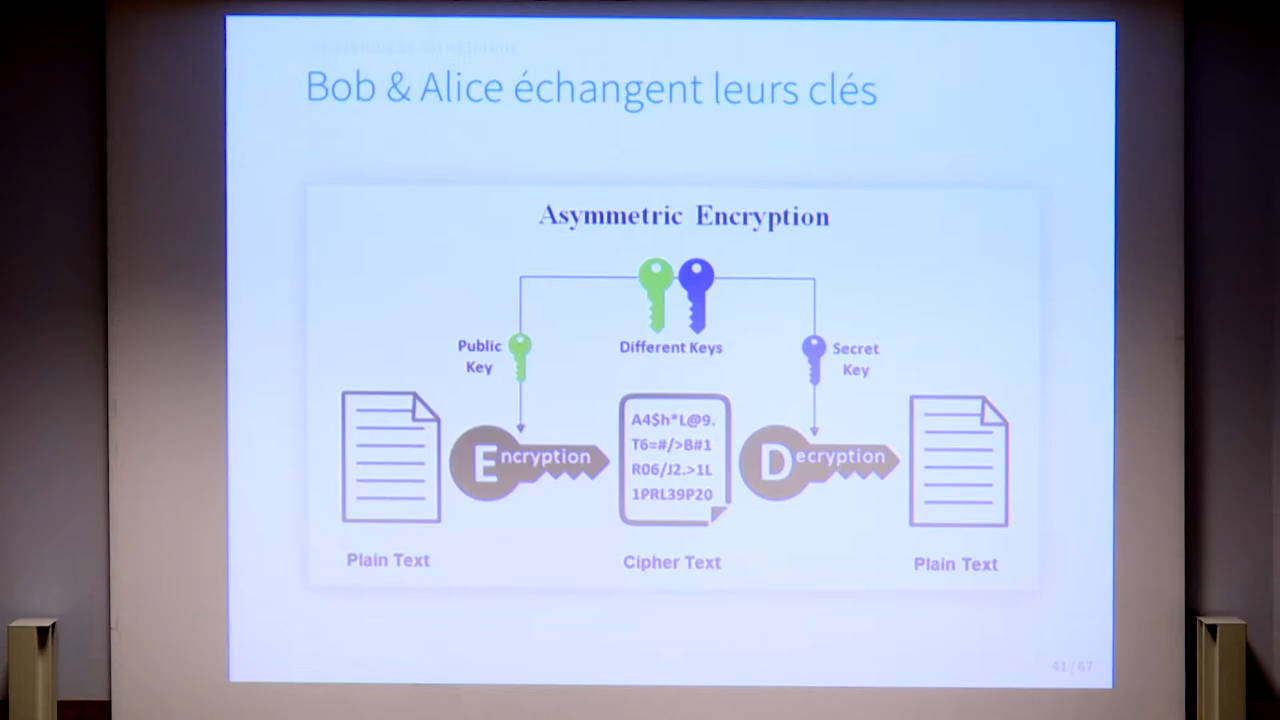 Bob & Alice échangent leurs clés
Asymmetric Encryption
Public
Key
Different Keys
Secret
Key
Encryption
A4$h*L@9.
T6=#/>B#1
R06/J2.>1L
1PRL39P20
Decryption
Plain Text
Cipher Text
Plain Text
41 / 67